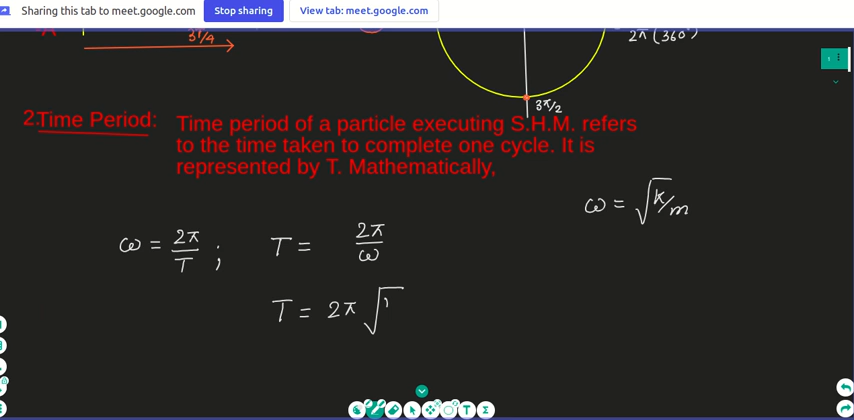 Sharing this tab to meet.google.com
Stop sharing
View tab: meet.google.com
3T/4
2π (360°)
3π/2
2. Time Period:
Time period of a particle executing S.H.M. refers
to the time taken to complete one cycle. It is
represented by T. Mathematically,
ω = √k/m
ω = 2π/T ; T = 2π/ω
T = 2π √